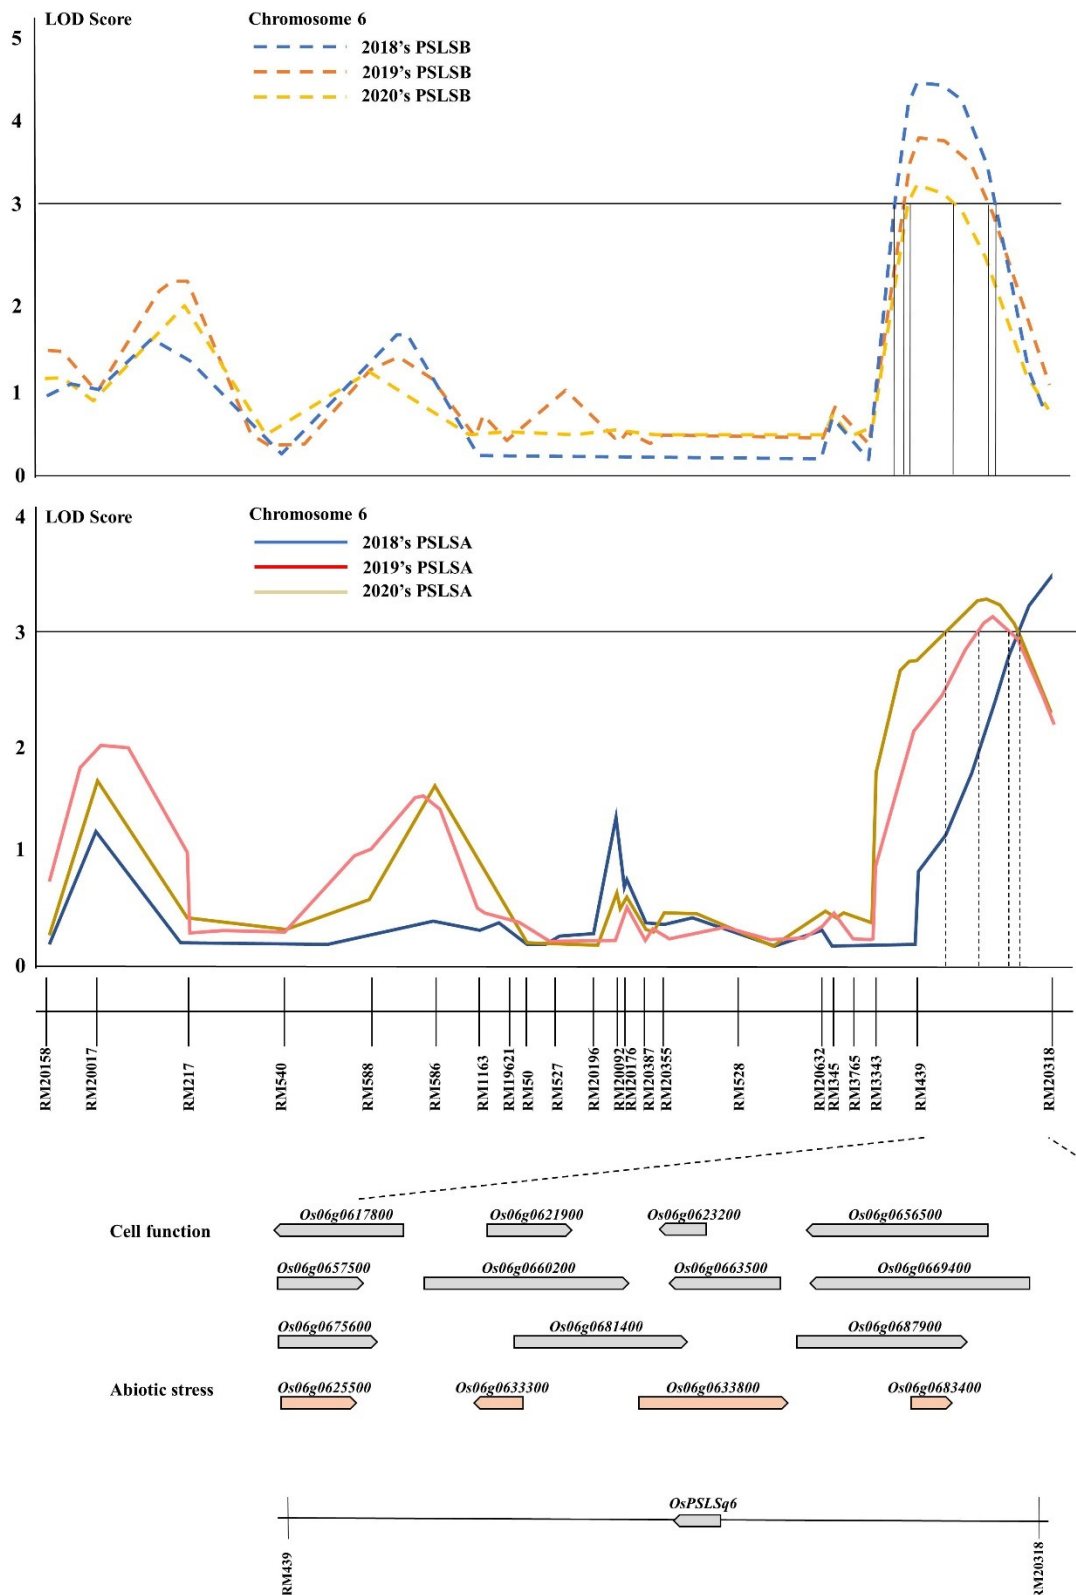 LOD Score Chromosome 6
5
2018's PSLSB
2019's PSLSB
2020's PSLSB
4
3
2
1
0
LOD Score Chromosome 6
4
2018's PSLSA
2019's PSLSA
2020's PSLSA
3
2
1
0
RM20158 RM20017 RM217 RM540 RM588 RM586 RM1163 RM19621 RM50 RM527 RM20196 RM20092 RM20176 RM20387 RM20355 RM528 RM20632 RM345 RM3765 RM3343 RM439 RM20318
Cell function Os06g0617800 Os06g0621900 Os06g0623200 Os06g0656500
Os06g0657500 Os06g0660200 Os06g0663500 Os06g0669400
Os06g0675600 Os06g0681400 Os06g0687900
Abiotic stress Os06g0625500 Os06g0633300 Os06g0633800 Os06g0683400
OsPSLSq6
RM439 RM20318